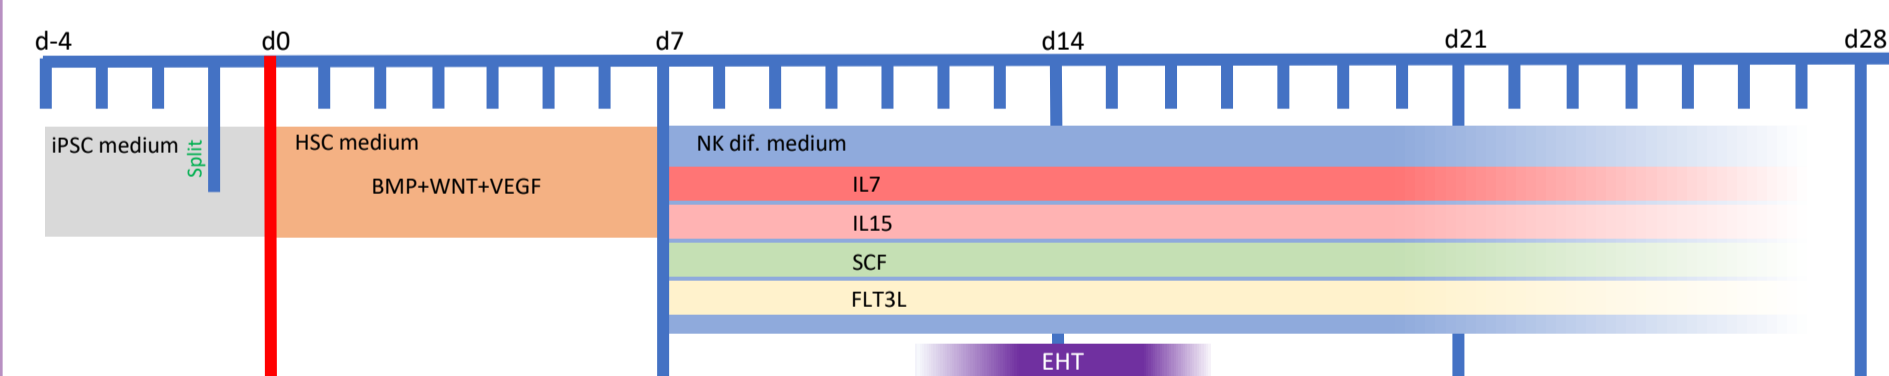 d-4
d0
d7
d14
d21
d28
iPSC medium
Split
HSC medium
BMP+WNT+VEGF
NK dif. medium
IL7
IL15
SCF
FLT3L
EHT